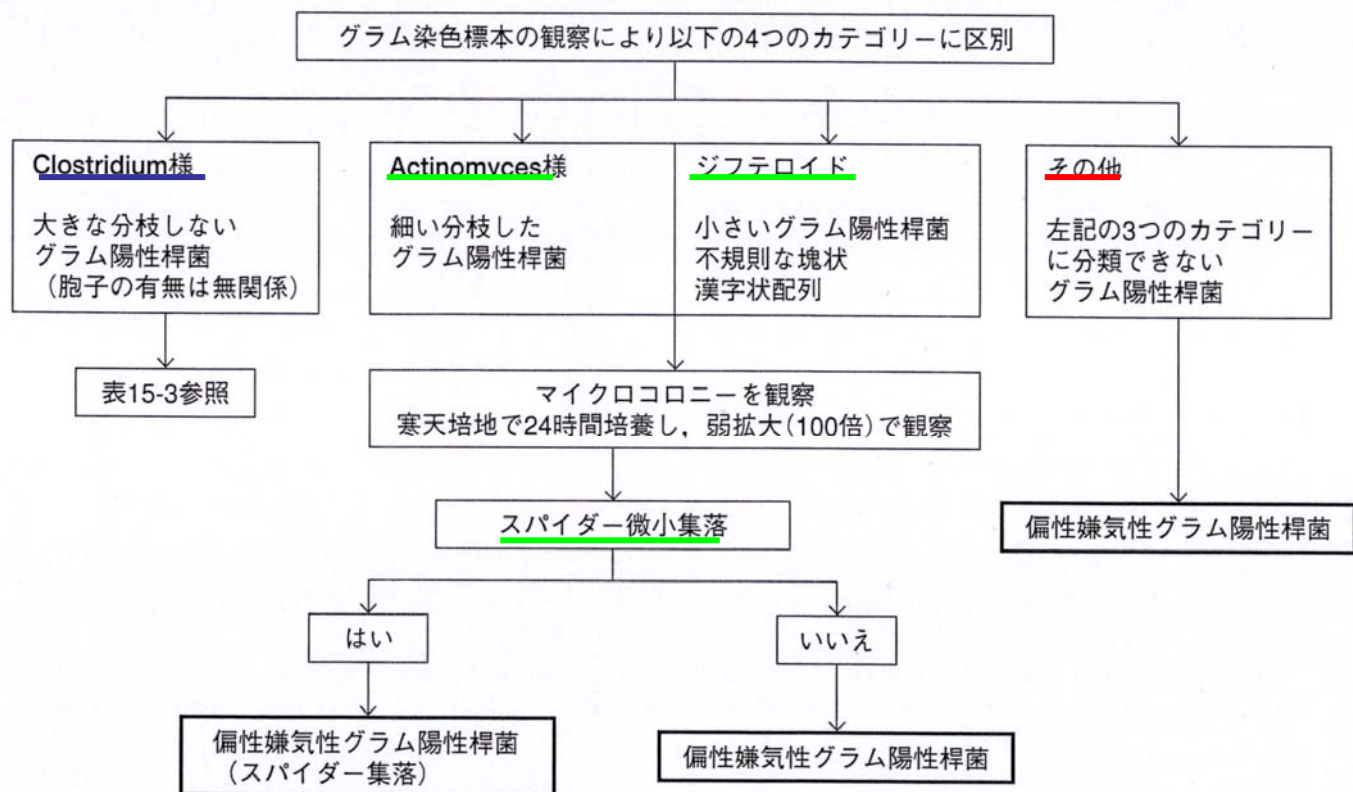 グラム染色標本の観察により以下の4つのカテゴリーに区別
Clostridium様
大きな分枝しない
グラム陽性桿菌
（胞子の有無は無関係）
Actinomyces様
細い分枝した
グラム陽性桿菌
ジフテロイド
小さいグラム陽性桿菌
不規則な塊状
漢字状配列
その他
左記の3つのカテゴリー
に分類できない
グラム陽性桿菌
表15-3参照
マイクロコロニーを観察
寒天培地で24時間培養し，弱拡大(100倍)で観察
スパイダー微小集落
偏性嫌気性グラム陽性桿菌
はい
いいえ
偏性嫌気性グラム陽性桿菌
（スパイダー集落）
偏性嫌気性グラム陽性桿菌